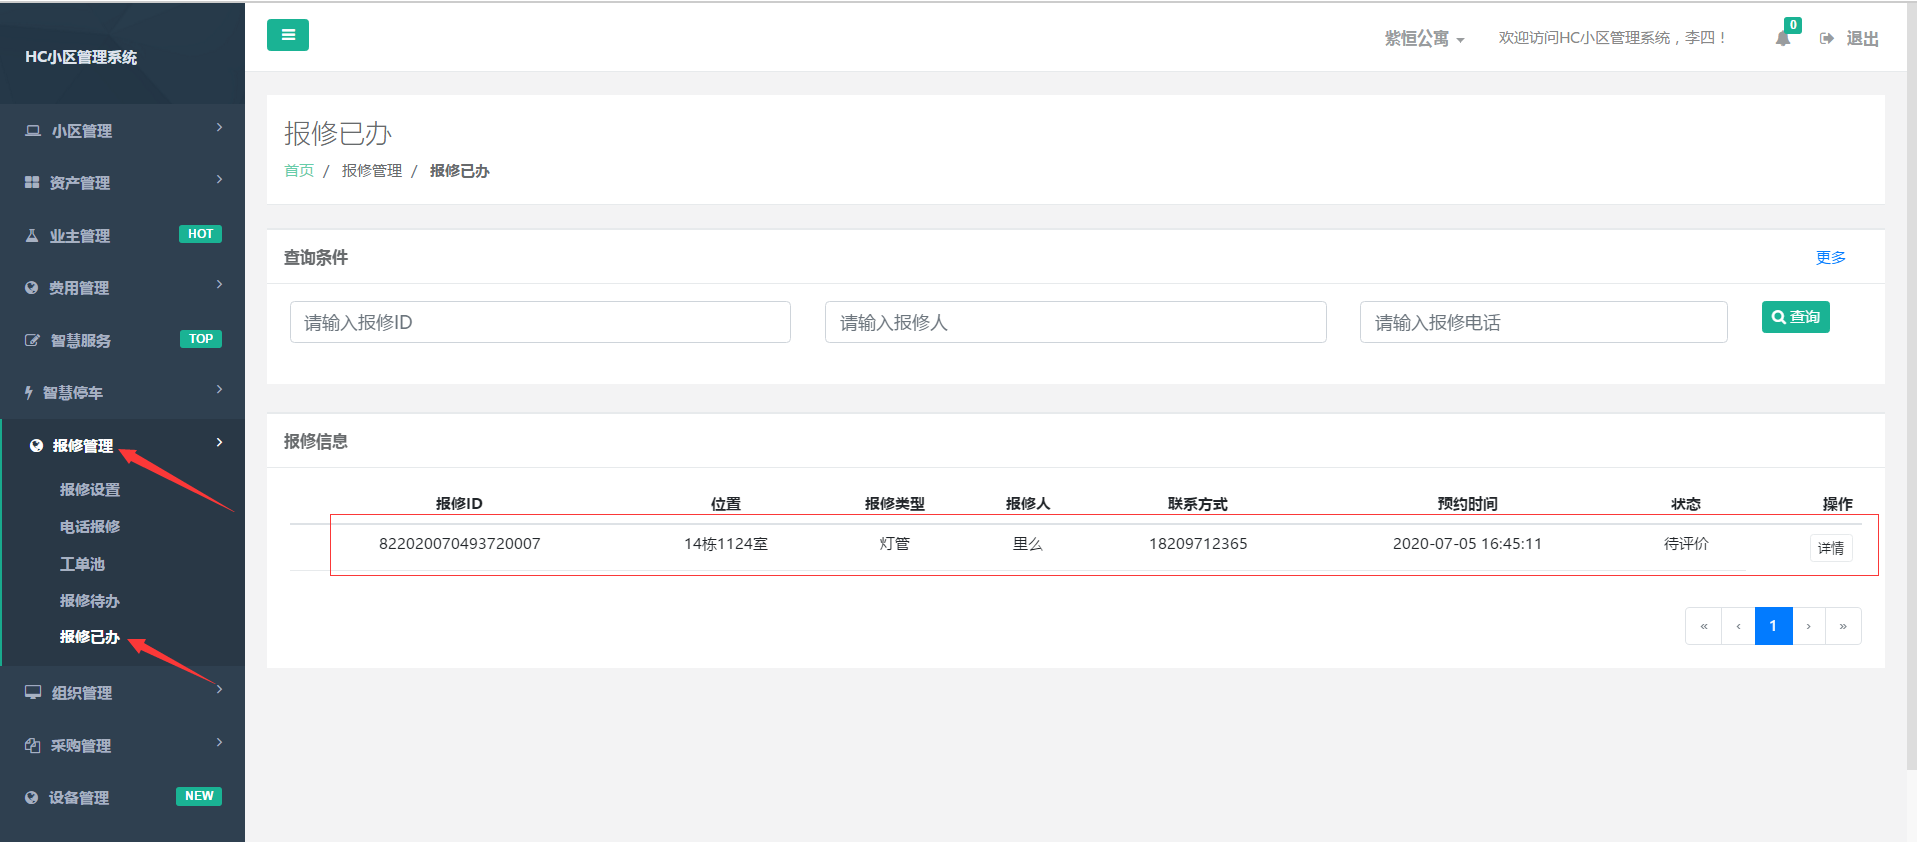 HC小区管理系统
紫恒公寓
欢迎访问HC小区管理系统，李四！
0
退出
小区管理
资产管理
业主管理 HOT
费用管理
智慧服务 TOP
智慧停车
报修管理
报修设置
电话报修
工单池
报修待办
报修已办
组织管理
采购管理
设备管理 NEW
报修已办
首页 / 报修管理 / 报修已办
查询条件 更多
请输入报修ID 请输入报修人 请输入报修电话 查询
报修信息
报修ID 位置 报修类型 报修人 联系方式 预约时间 状态 操作
822020070493720007 14栋1124室 灯管 里么 18209712365 2020-07-05 16:45:11 待评价 详情
« ‹ 1 › »